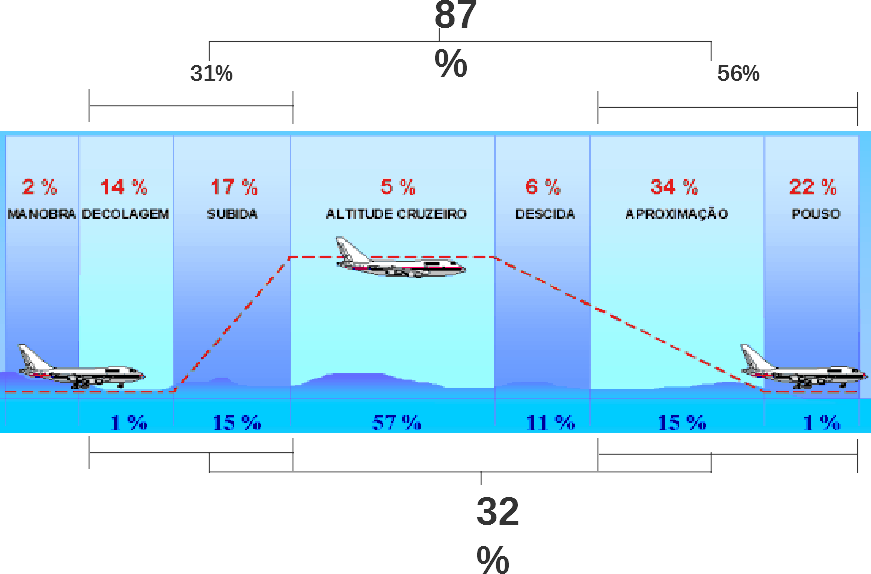 87
%
31%
56%
2 % 14 % 17 % 5 % 6 % 34 % 22 %
MANOBRA DECOLAGEM SUBIDA ALTITUDE CRUZEIRO DESCIDA APROXIMAÇÃO POUSO
1 % 15 % 57 % 11 % 15 % 1 %
32
%